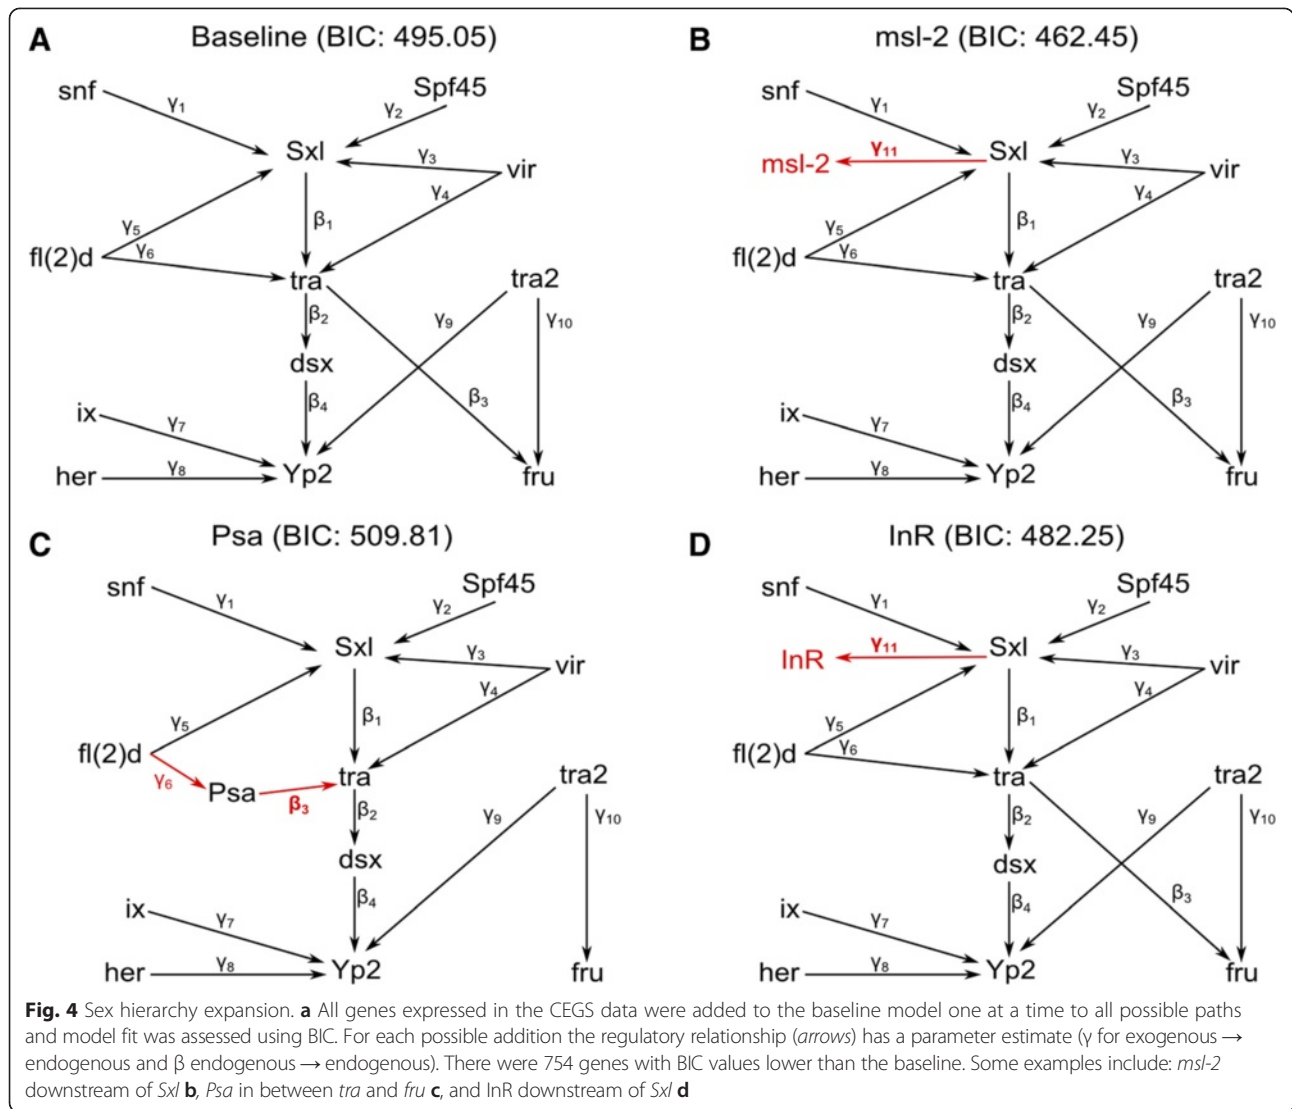 A Baseline (BIC: 495.05)
snf
Spf45
γ1
γ2
Sxl
γ3
vir
γ4
γ5
β1
fl(2)d
γ6
tra
tra2
β2
γ9
γ10
dsx
ix
γ7
β4
β3
her
γ8
Yp2
fru
B msl-2 (BIC: 462.45)
snf
Spf45
γ1
γ2
msl-2
γ11
Sxl
γ3
vir
γ4
γ5
β1
fl(2)d
γ6
tra
tra2
β2
γ9
γ10
dsx
ix
γ7
β4
β3
her
γ8
Yp2
fru
C Psa (BIC: 509.81)
snf
Spf45
γ1
γ2
Sxl
γ3
vir
γ4
γ5
β1
fl(2)d
γ6
Psa
β3
tra
tra2
β2
γ9
γ10
dsx
ix
γ7
β4
her
γ8
Yp2
fru
D InR (BIC: 482.25)
snf
Spf45
γ1
γ2
InR
γ11
Sxl
γ3
vir
γ4
γ5
β1
fl(2)d
γ6
tra
tra2
β2
γ9
γ10
dsx
ix
γ7
β4
β3
her
γ8
Yp2
fru
Fig. 4 Sex hierarchy expansion. a All genes expressed in the CEGS data were added to the baseline model one at a time to all possible paths
and model fit was assessed using BIC. For each possible addition the regulatory relationship (arrows) has a parameter estimate (γ for exogenous →
endogenous and β endogenous → endogenous). There were 754 genes with BIC values lower than the baseline. Some examples include: msl-2
downstream of Sxl b, Psa in between tra and fru c, and InR downstream of Sxl d